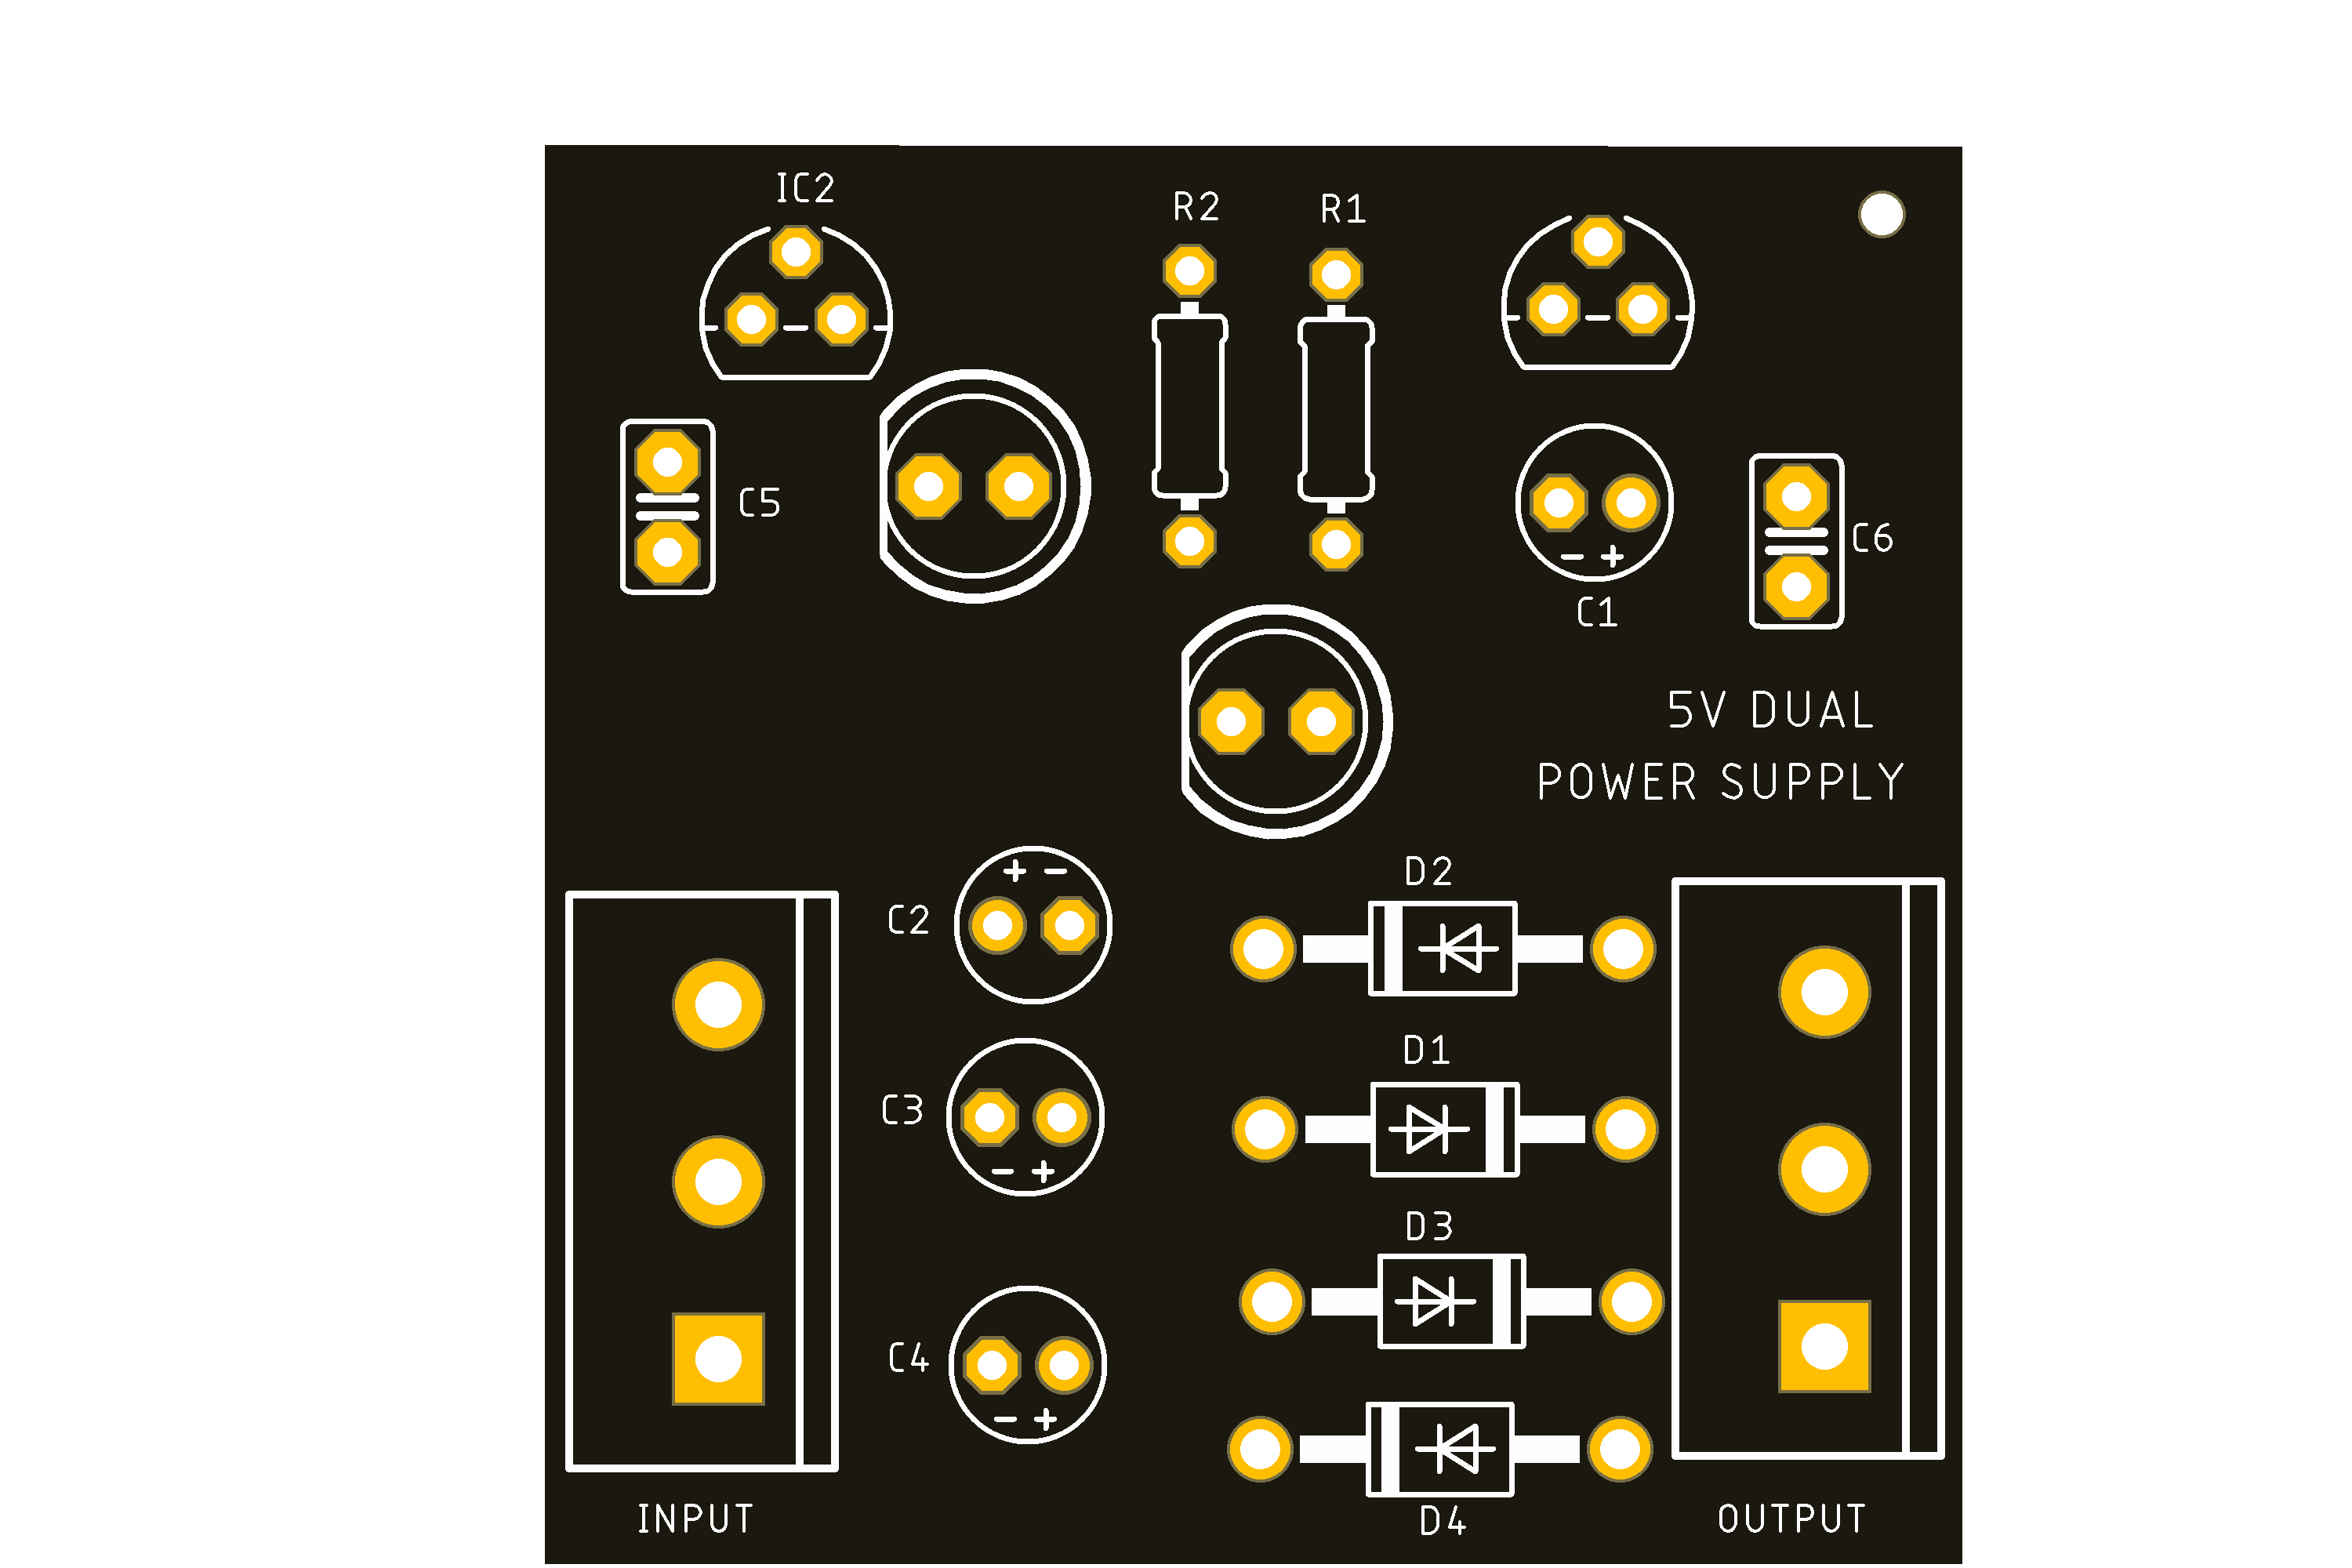 IC2
R2
R1
C5
C6
C1
5V DUAL
POWER SUPPLY
D2
C2
D1
C3
D3
C4
INPUT
D4
OUTPUT